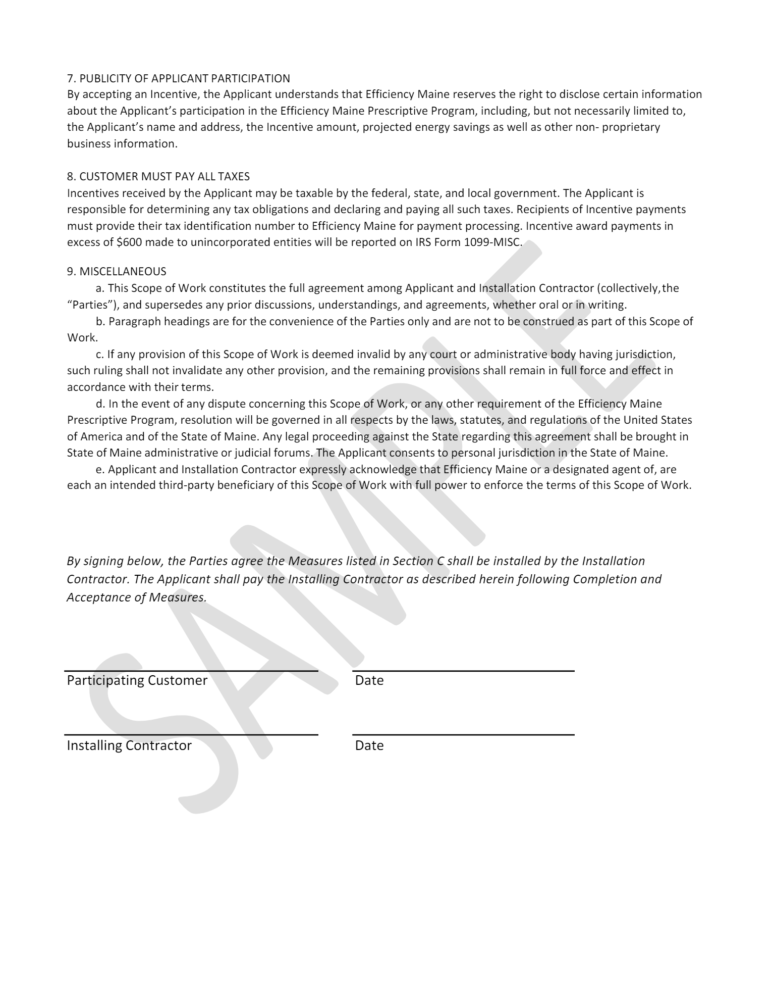 7. PUBLICITY OF APPLICANT PARTICIPATION
By accepting an Incentive, the Applicant understands that Efficiency Maine reserves the right to disclose certain information
about the Applicant’s participation in the Efficiency Maine Prescriptive Program, including, but not necessarily limited to,
the Applicant’s name and address, the Incentive amount, projected energy savings as well as other non- proprietary
business information.
8. CUSTOMER MUST PAY ALL TAXES
Incentives received by the Applicant may be taxable by the federal, state, and local government. The Applicant is
responsible for determining any tax obligations and declaring and paying all such taxes. Recipients of Incentive payments
must provide their tax identification number to Efficiency Maine for payment processing. Incentive award payments in
excess of $600 made to unincorporated entities will be reported on IRS Form 1099-MISC.
9. MISCELLANEOUS
a. This Scope of Work constitutes the full agreement among Applicant and Installation Contractor (collectively, the
“Parties”), and supersedes any prior discussions, understandings, and agreements, whether oral or in writing.
b. Paragraph headings are for the convenience of the Parties only and are not to be construed as part of this Scope of
Work.
c. If any provision of this Scope of Work is deemed invalid by any court or administrative body having jurisdiction,
such ruling shall not invalidate any other provision, and the remaining provisions shall remain in full force and effect in
accordance with their terms.
d. In the event of any dispute concerning this Scope of Work, or any other requirement of the Efficiency Maine
Prescriptive Program, resolution will be governed in all respects by the laws, statutes, and regulations of the United States
of America and of the State of Maine. Any legal proceeding against the State regarding this agreement shall be brought in
State of Maine administrative or judicial forums. The Applicant consents to personal jurisdiction in the State of Maine.
e. Applicant and Installation Contractor expressly acknowledge that Efficiency Maine or a designated agent of, are
each an intended third-party beneficiary of this Scope of Work with full power to enforce the terms of this Scope of Work.
By signing below, the Parties agree the Measures listed in Section C shall be installed by the Installation
Contractor. The Applicant shall pay the Installing Contractor as described herein following Completion and
Acceptance of Measures.
Participating Customer Date
Installing Contractor Date
SAMPLE